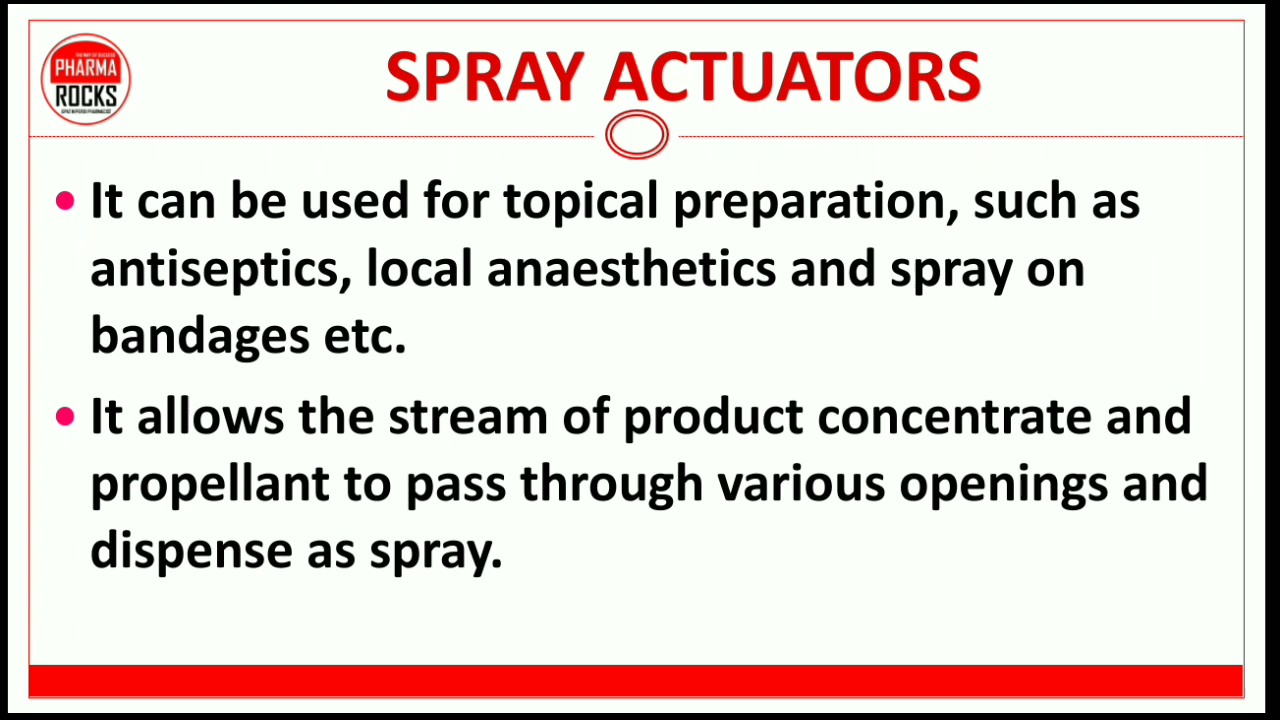 PHARMA
ROCKS
SPRAY ACTUATORS
• It can be used for topical preparation, such as
antiseptics, local anaesthetics and spray on
bandages etc.
• It allows the stream of product concentrate and
propellant to pass through various openings and
dispense as spray.